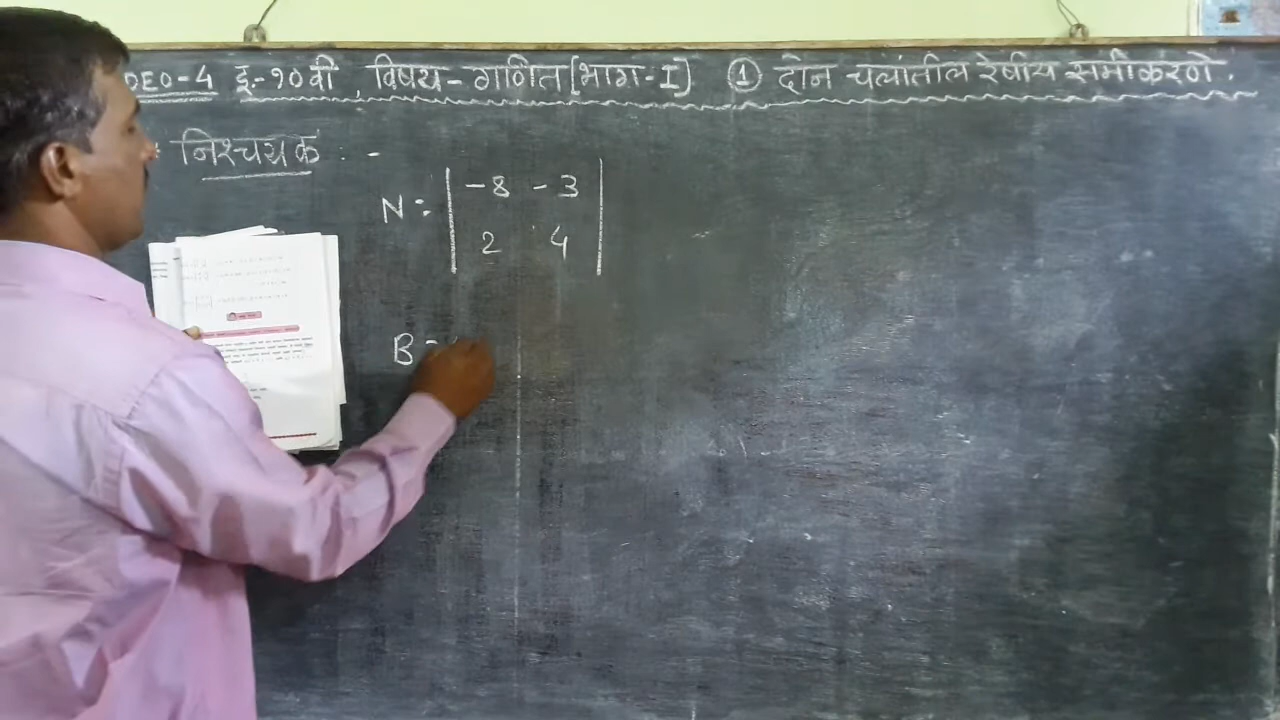 DEO-4 इ.-१०वी , विषय - गणित [भाग-I] ① दोन चलांतील रेषीय समीकरणे .
निश्चयक : -
N = | -8 -3 |
| 2 4 |
B =